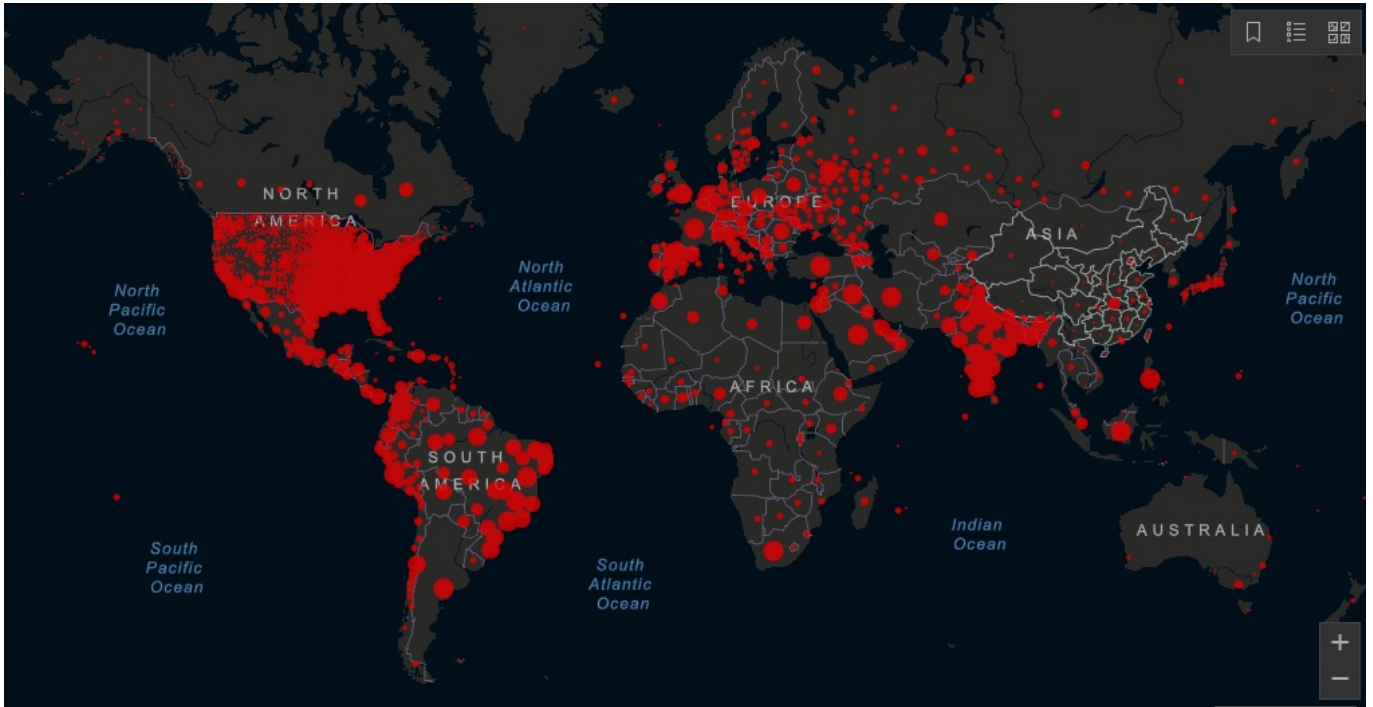 NORTH
AMERICA
EUROPE
ASIA
North
Pacific
Ocean
North
Atlantic
Ocean
North
Pacific
Ocean
AFRICA
SOUTH
AMERICA
Indian
Ocean
AUSTRALIA
South
Pacific
Ocean
South
Atlantic
Ocean
+
−